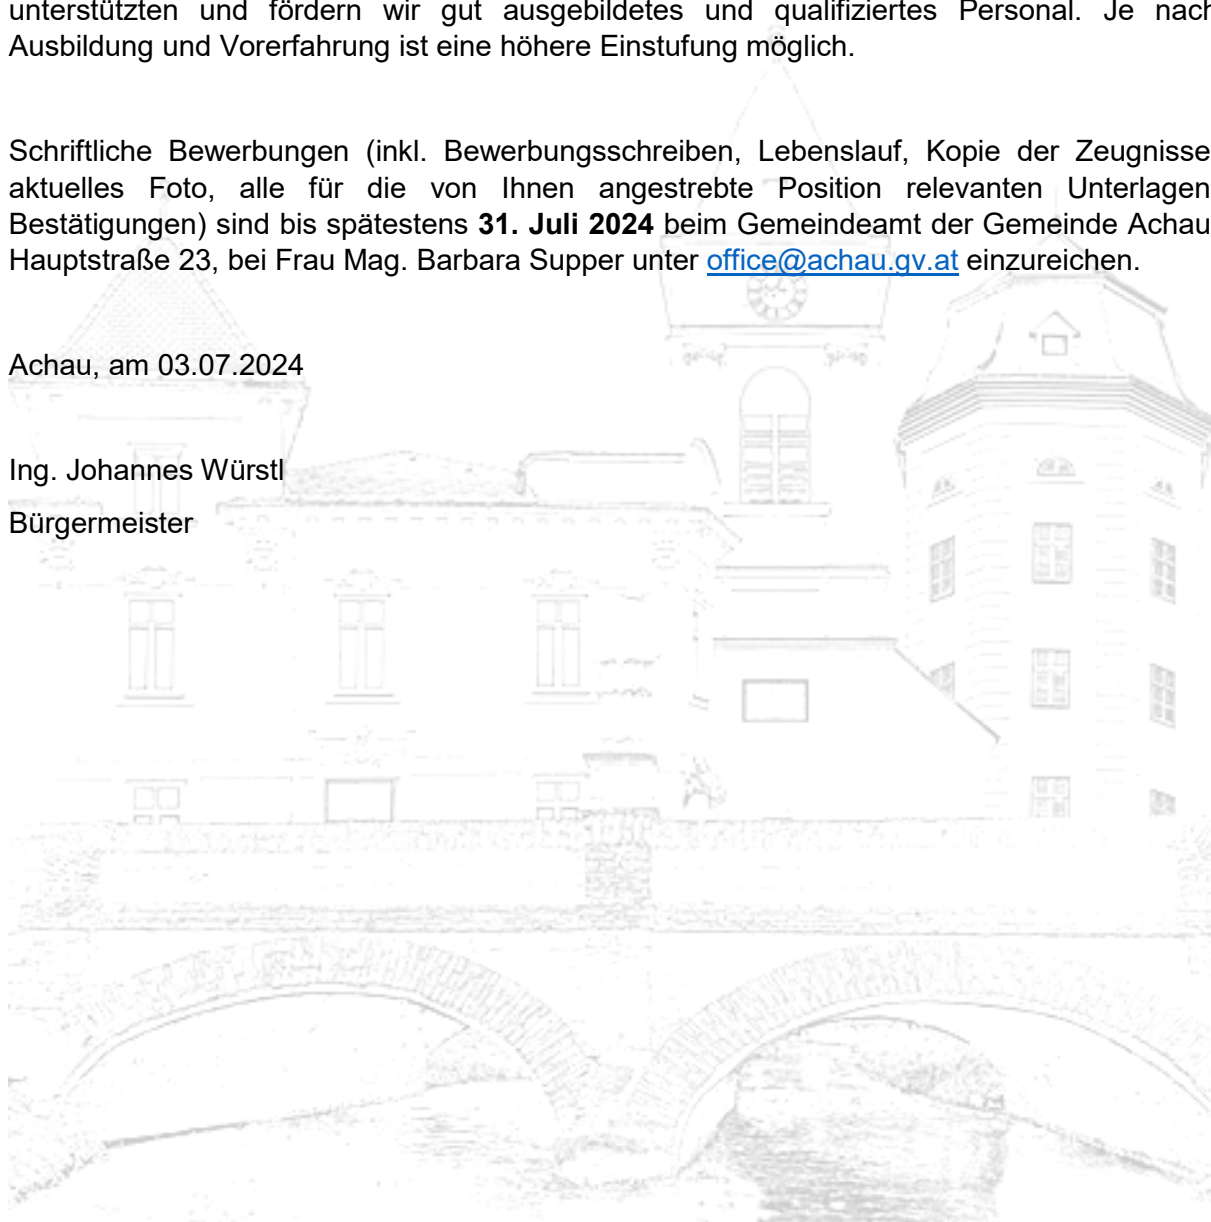 unterstützten und fördern wir gut ausgebildetes und qualifiziertes Personal. Je nach
Ausbildung und Vorerfahrung ist eine höhere Einstufung möglich.
Schriftliche Bewerbungen (inkl. Bewerbungsschreiben, Lebenslauf, Kopie der Zeugnisse
aktuelles Foto, alle für die von Ihnen angestrebte Position relevanten Unterlagen
Bestätigungen) sind bis spätestens 31. Juli 2024 beim Gemeindeamt der Gemeinde Achau
Hauptstraße 23, bei Frau Mag. Barbara Supper unter office@achau.gv.at einzureichen.
Achau, am 03.07.2024
Ing. Johannes Würstl
Bürgermeister